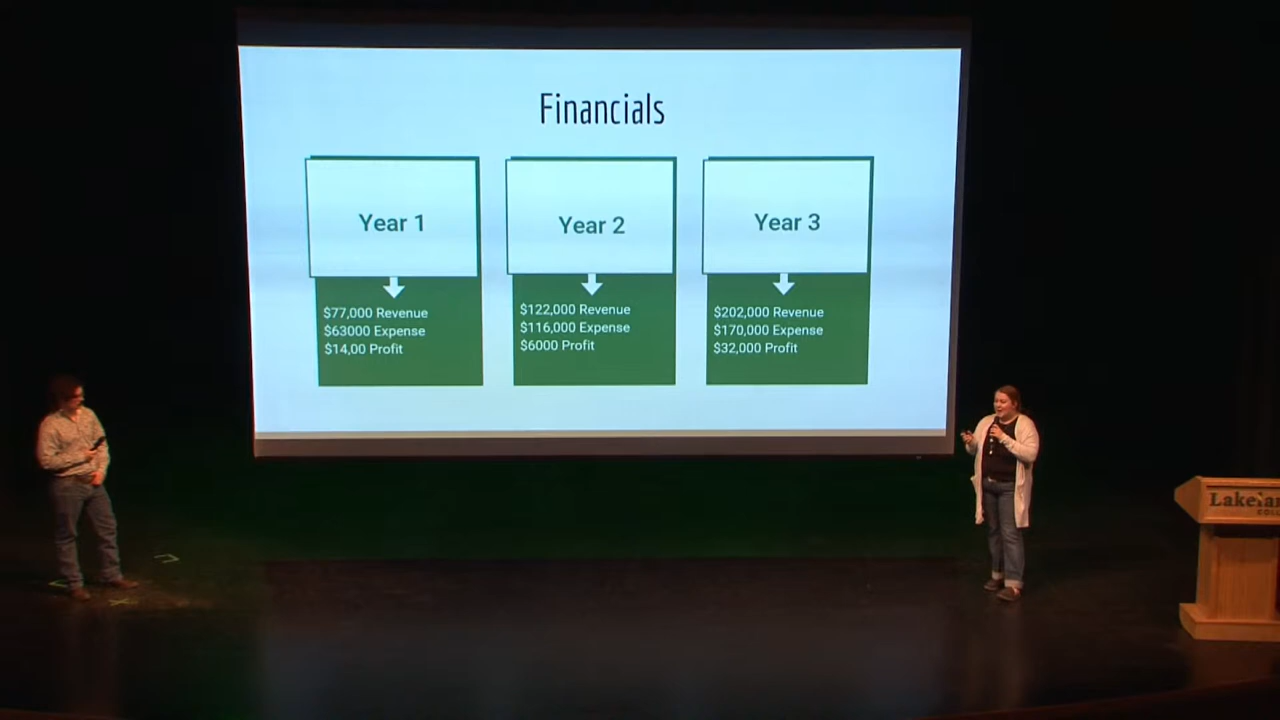 Financials
Year 1
$77,000 Revenue
$63000 Expense
$14,00 Profit
Year 2
$122,000 Revenue
$116,000 Expense
$6000 Profit
Year 3
$202,000 Revenue
$170,000 Expense
$32,000 Profit